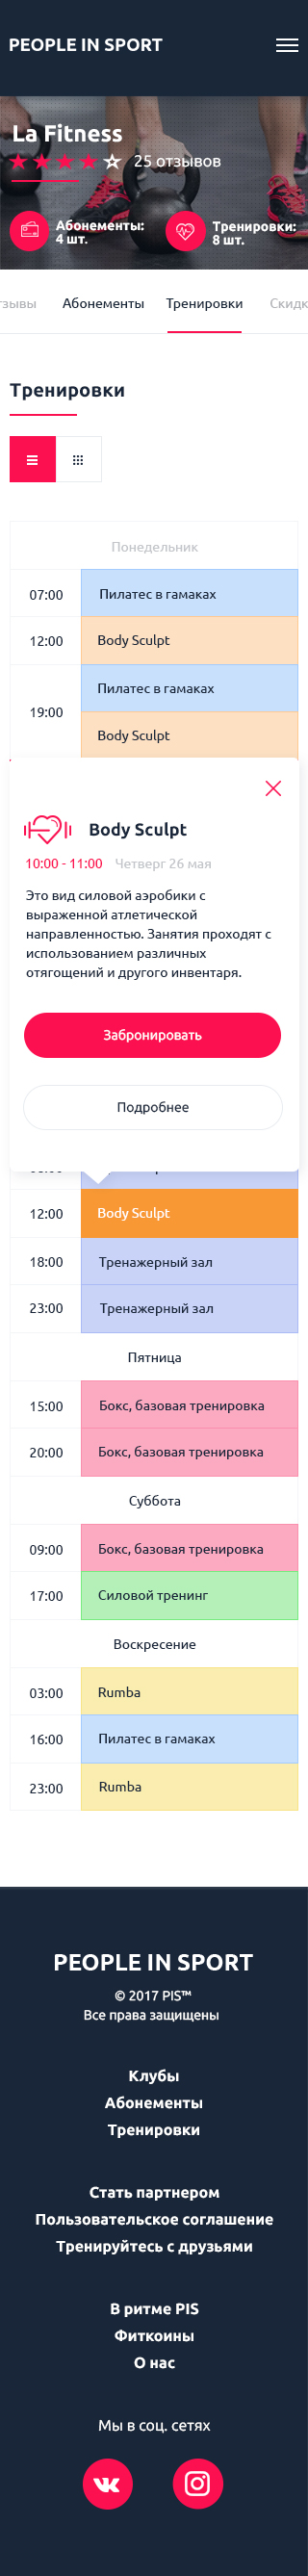 PEOPLE IN SPORT
La Fitness
25 отзывов
Абонементы:
4 шт.
Тренировки:
8 шт.
зывы Абонементы Тренировки Скидк
Тренировки
Понедельник
07:00 Пилатес в гамаках
12:00 Body Sculpt
19:00 Пилатес в гамаках
Body Sculpt
Body Sculpt
10:00 - 11:00 Четверг 26 мая
Это вид силовой аэробики с
выраженной атлетической
направленностью. Занятия проходят с
использованием различных
отягощений и другого инвентаря.
Забронировать
Подробнее
12:00 Body Sculpt
18:00 Тренажерный зал
23:00 Тренажерный зал
Пятница
15:00 Бокс, базовая тренировка
20:00 Бокс, базовая тренировка
Суббота
09:00 Бокс, базовая тренировка
17:00 Силовой тренинг
Воскресение
03:00 Rumba
16:00 Пилатес в гамаках
23:00 Rumba
PEOPLE IN SPORT
© 2017 PIS™
Все права защищены
Клубы
Абонементы
Тренировки
Стать партнером
Пользовательское соглашение
Тренируйтесь с друзьями
В ритме PIS
Фиткоины
О нас
Мы в соц. сетях